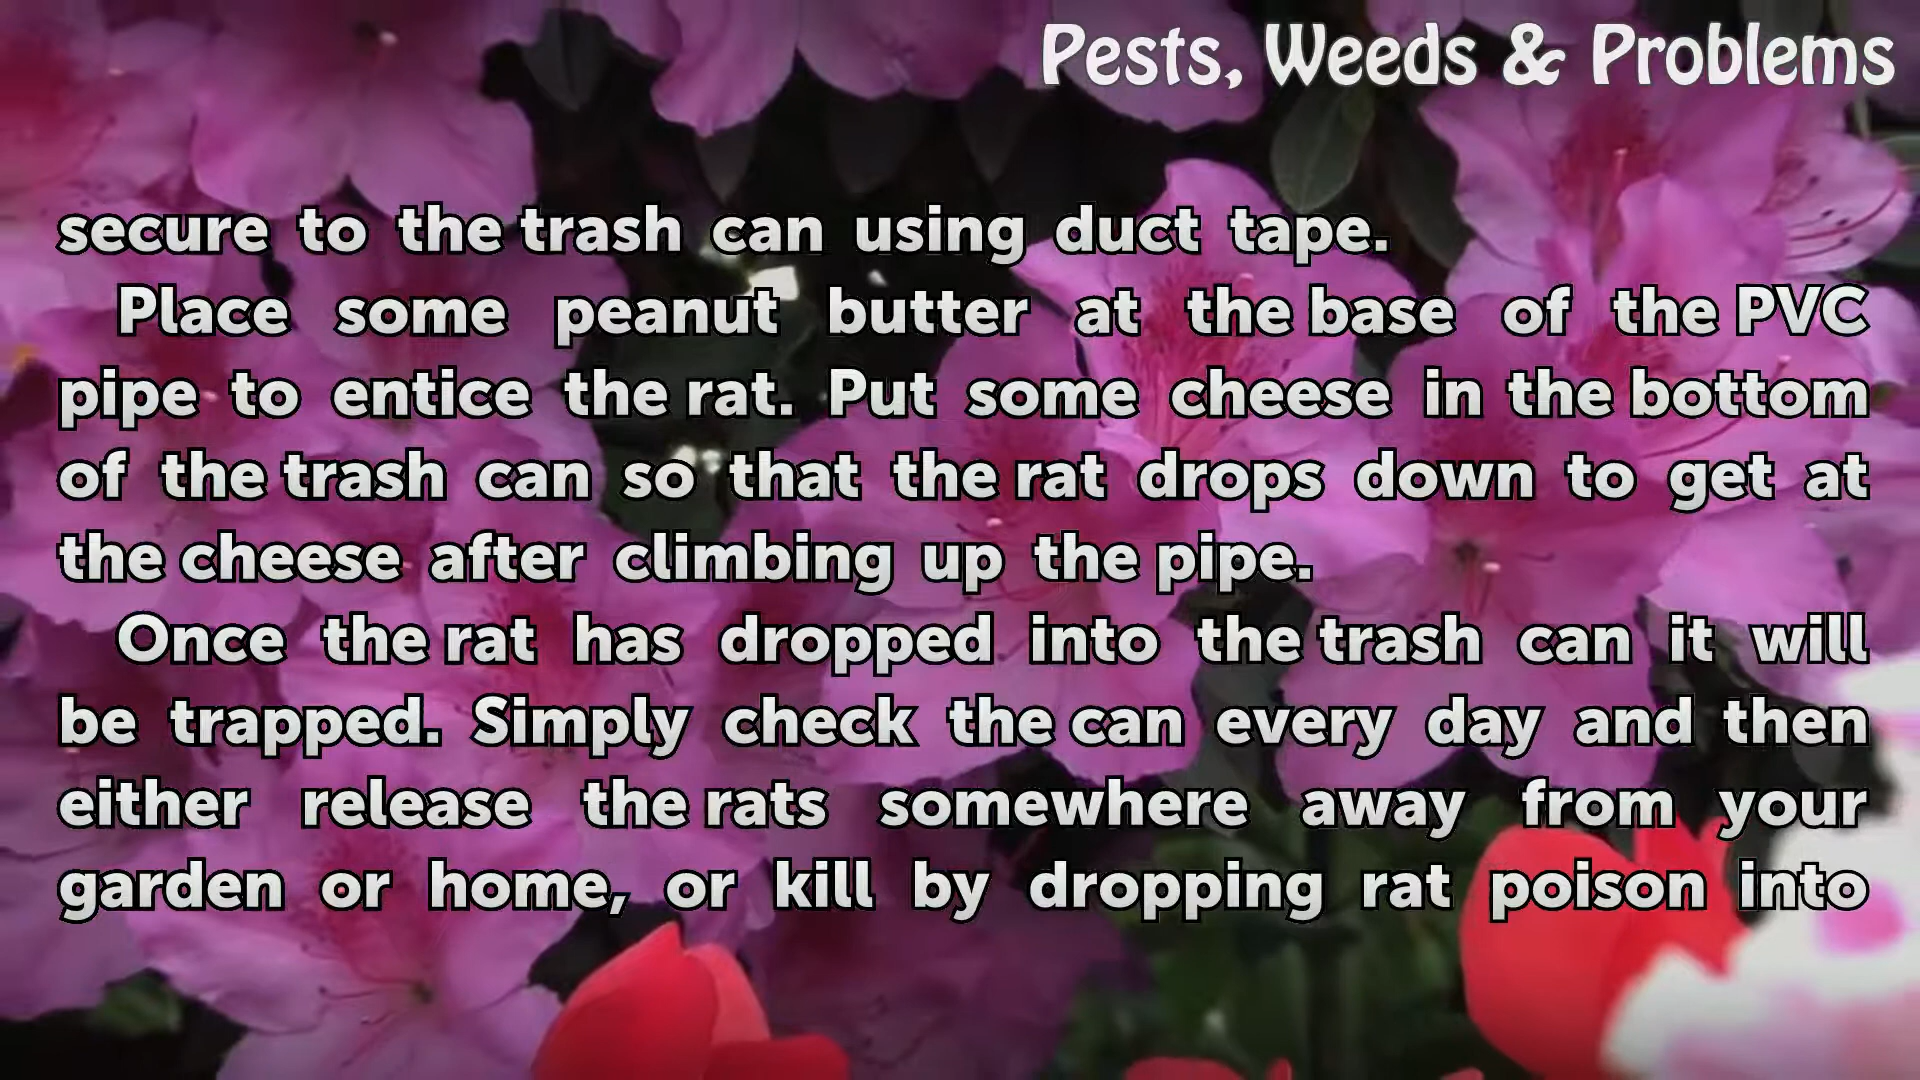 Pests, Weeds & Problems
secure to the trash can using duct tape.
Place some peanut butter at the base of the PVC
pipe to entice the rat. Put some cheese in the bottom
of the trash can so that the rat drops down to get at
the cheese after climbing up the pipe.
Once the rat has dropped into the trash can it will
be trapped. Simply check the can every day and then
either release the rats somewhere away from your
garden or home, or kill by dropping rat poison into